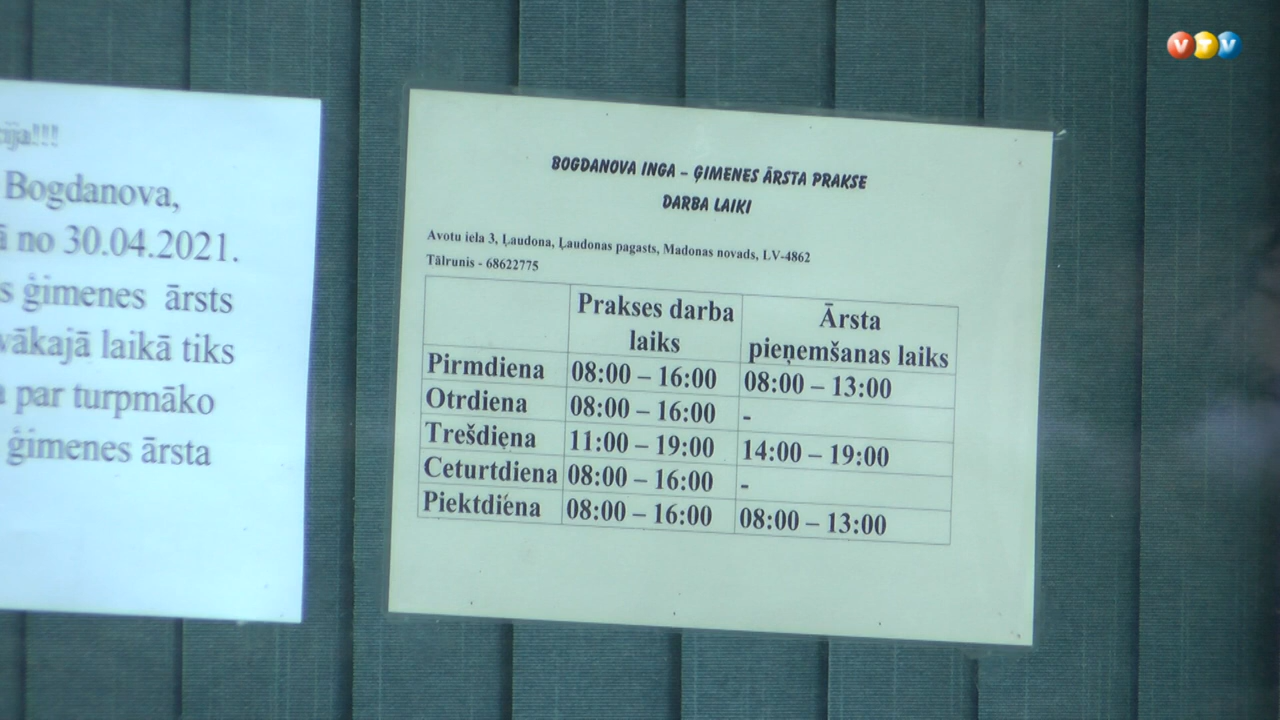 ija!!!
Bogdanova,
no 30.04.2021.
ģimenes ārsts
vākajā laikā tiks
par turpmāko
ģimenes ārsta
BOGDANOVA INGA – ĢIMENES ĀRSTA PRAKSE
DARBA LAIKI
Avotu iela 3, Ļaudona, Ļaudonas pagasts, Madonas novads, LV-4862
Tālrunis - 68622775
Prakses darba laiks Ārsta pieņemšanas laiks
Pirmdiena 08:00 – 16:00 08:00 – 13:00
Otrdiena 08:00 – 16:00 -
Trešdiena 11:00 – 19:00 14:00 – 19:00
Ceturtdiena 08:00 – 16:00 -
Piektdiena 08:00 – 16:00 08:00 – 13:00
VTV